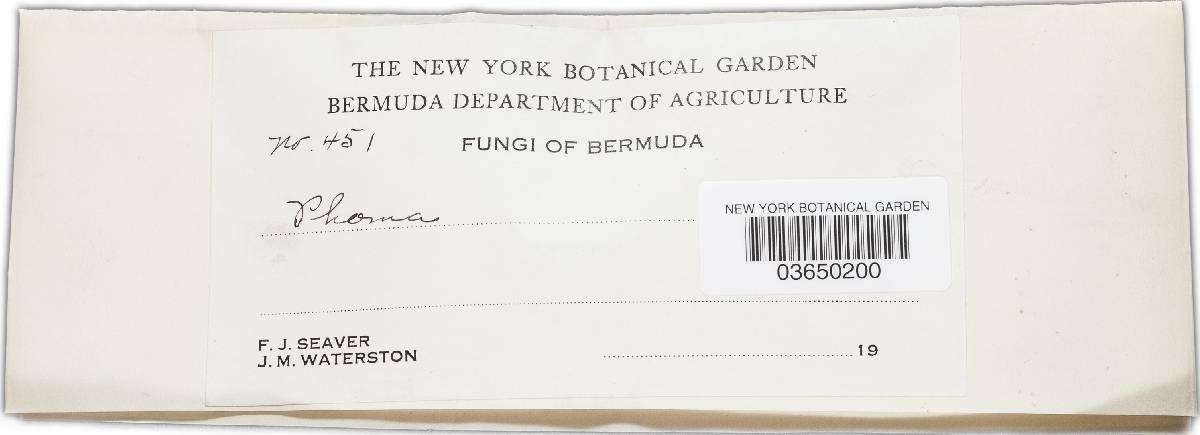 THE NEW YORK BOTANICAL GARDEN
BERMUDA DEPARTMENT OF AGRICULTURE
No. 451 FUNGI OF BERMUDA
Phoma
NEW YORK BOTANICAL GARDEN
03650200
F. J. SEAVER
J. M. WATERSTON
19